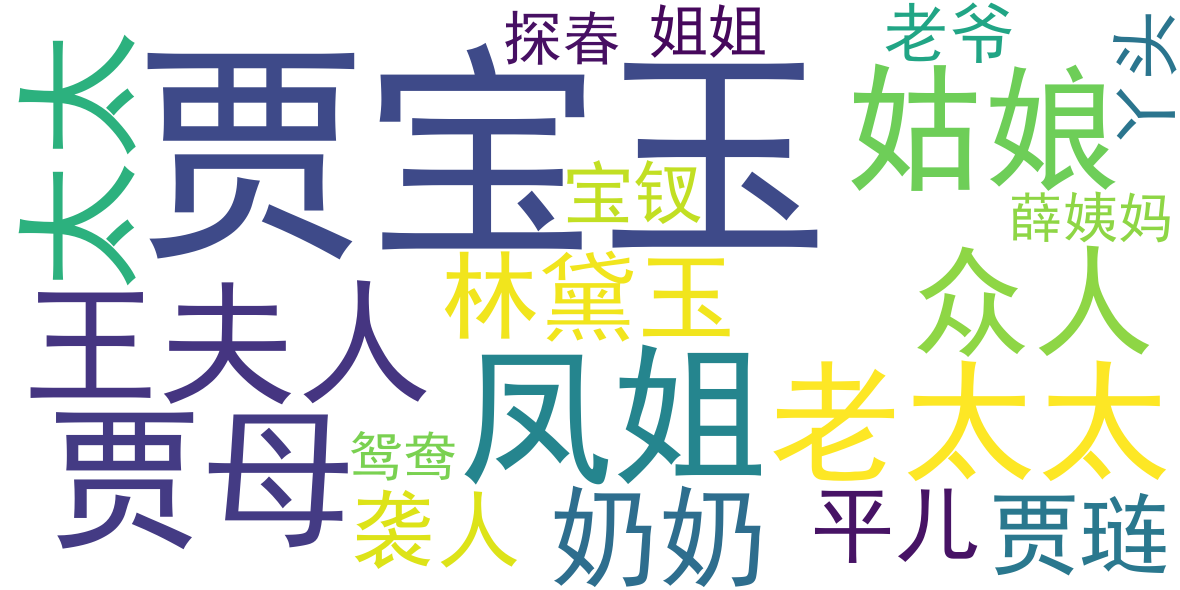 探春
姐姐
老爷
丫头
太太
贾宝玉
姑娘
宝钗
薛姨妈
林黛玉
众人
王夫人
凤姐
老太太
贾母
鸳鸯
袭人
奶奶
平儿
贾琏